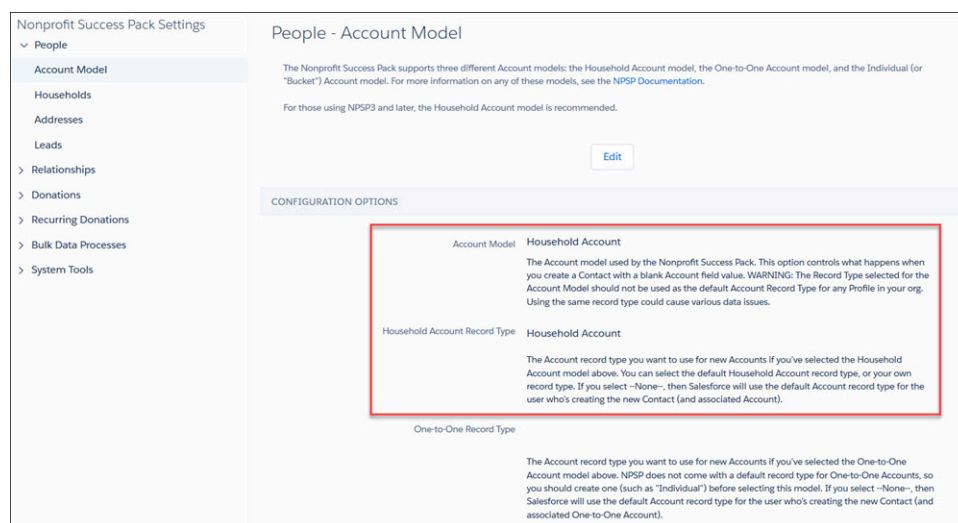 Nonprofit Success Pack Settings
People
Account Model
Households
Addresses
Leads
Relationships
Donations
Recurring Donations
Bulk Data Processes
System Tools
People - Account Model
The Nonprofit Success Pack supports three different Account models: the Household Account model, the One-to-One Account model, and the Individual (or
"Bucket") Account model. For more information on any of these models, see the NPSP Documentation.
For those using NPSP3 and later, the Household Account model is recommended.
Edit
CONFIGURATION OPTIONS
Account Model Household Account
The Account model used by the Nonprofit Success Pack. This option controls what happens when
you create a Contact with a blank Account field value. WARNING: The Record Type selected for the
Account Model should not be used as the default Account Record Type for any Profile in your org.
Using the same record type could cause various data issues.
Household Account Record Type Household Account
The Account record type you want to use for new Accounts if you've selected the Household
Account model above. You can select the default Household Account record type, or your own
record type. If you select --None--, then Salesforce will use the default Account record type for the
user who's creating the new Contact (and associated Account).
One-to-One Record Type
The Account record type you want to use for new Accounts if you've selected the One-to-One
Account model above. NPSP does not come with a default record type for One-to-One Accounts, so
you should create one (such as "Individual") before selecting this model. If you select --None--, then
Salesforce will use the default Account record type for the user who's creating the new Contact (and
associated One-to-One Account).